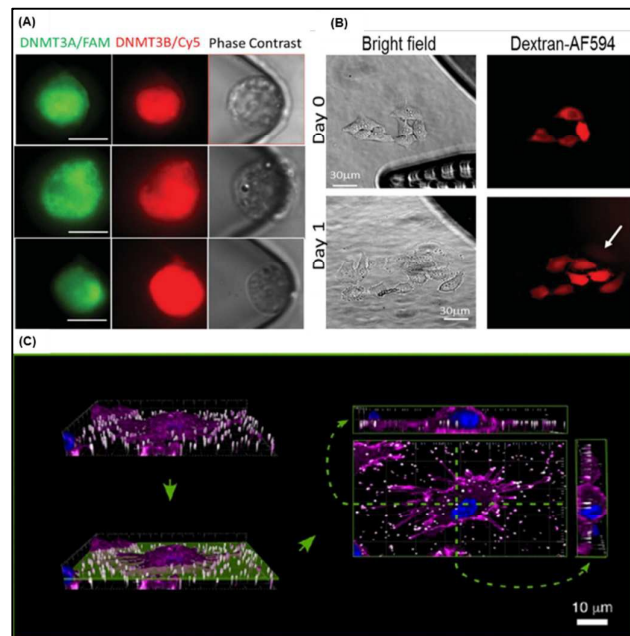 (A)
DNMT3A/FAM DNMT3B/Cy5 Phase Contrast
(B)
Bright field Dextran-AF594
Day 0
30μm
Day 1
30μm
(C)
10 μm